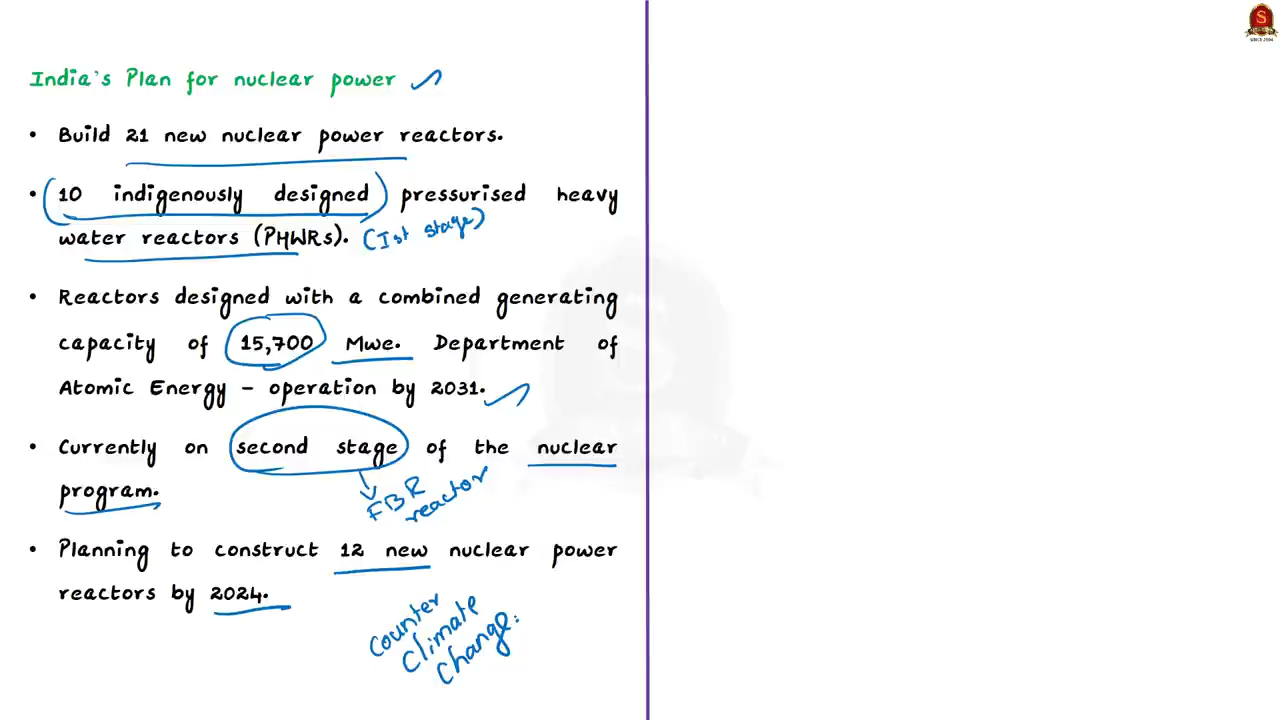 India's Plan for nuclear power
• Build 21 new nuclear power reactors.
• 10 indigenously designed pressurised heavy
water reactors (PHWRs). (Ist stage)
• Reactors designed with a combined generating
capacity of 15,700 Mwe. Department of
Atomic Energy – operation by 2031.
• Currently on second stage of the nuclear
program.
FBR
reactor
• Planning to construct 12 new nuclear power
reactors by 2024.
Counter
Climate
Change.
S
SINCE 2004